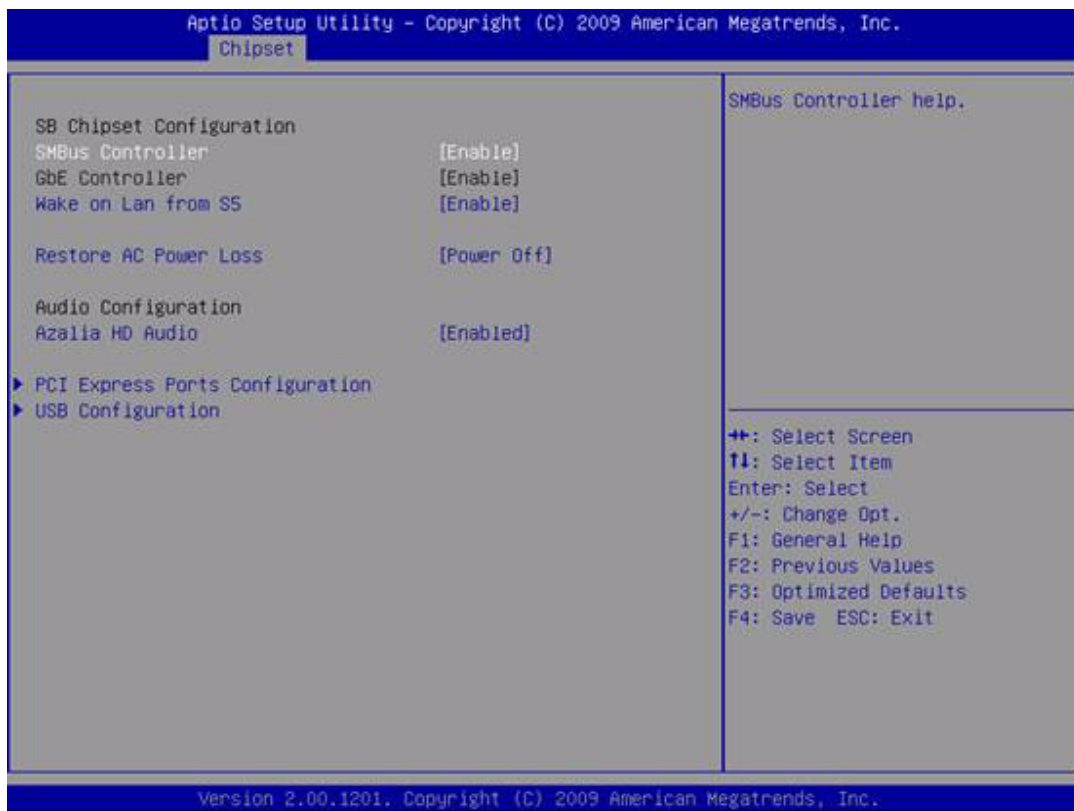 Aptio Setup Utility – Copyright (C) 2009 American Megatrends, Inc.
Chipset
SB Chipset Configuration
SMBus Controller [Enable]
GbE Controller [Enable]
Wake on Lan from S5 [Enable]
Restore AC Power Loss [Power Off]
Audio Configuration
Azalia HD Audio [Enabled]
PCI Express Ports Configuration
USB Configuration
SMBus Controller help.
→←: Select Screen
↑↓: Select Item
Enter: Select
+/-: Change Opt.
F1: General Help
F2: Previous Values
F3: Optimized Defaults
F4: Save ESC: Exit
Version 2.00.1201. Copyright (C) 2009 American Megatrends, Inc.